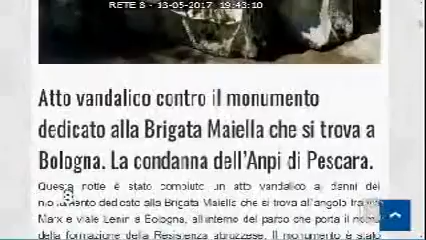 RETE 8 - 13-05-2017 19:43:10
Atto vandalico contro il monumento
dedicato alla Brigata Maiella che si trova a
Bologna. La condanna dell'Anpi di Pescara.
Questa notte è stato compiuto un atto vandalico ai danni del
monumento dedicato alla Brigata Maiella che si trova all'angolo tra via
Marx e viale Lenin a Bologna, all'interno del parco che porta il nome
della formazione della Resistenza abruzzese. Il monumento è stato